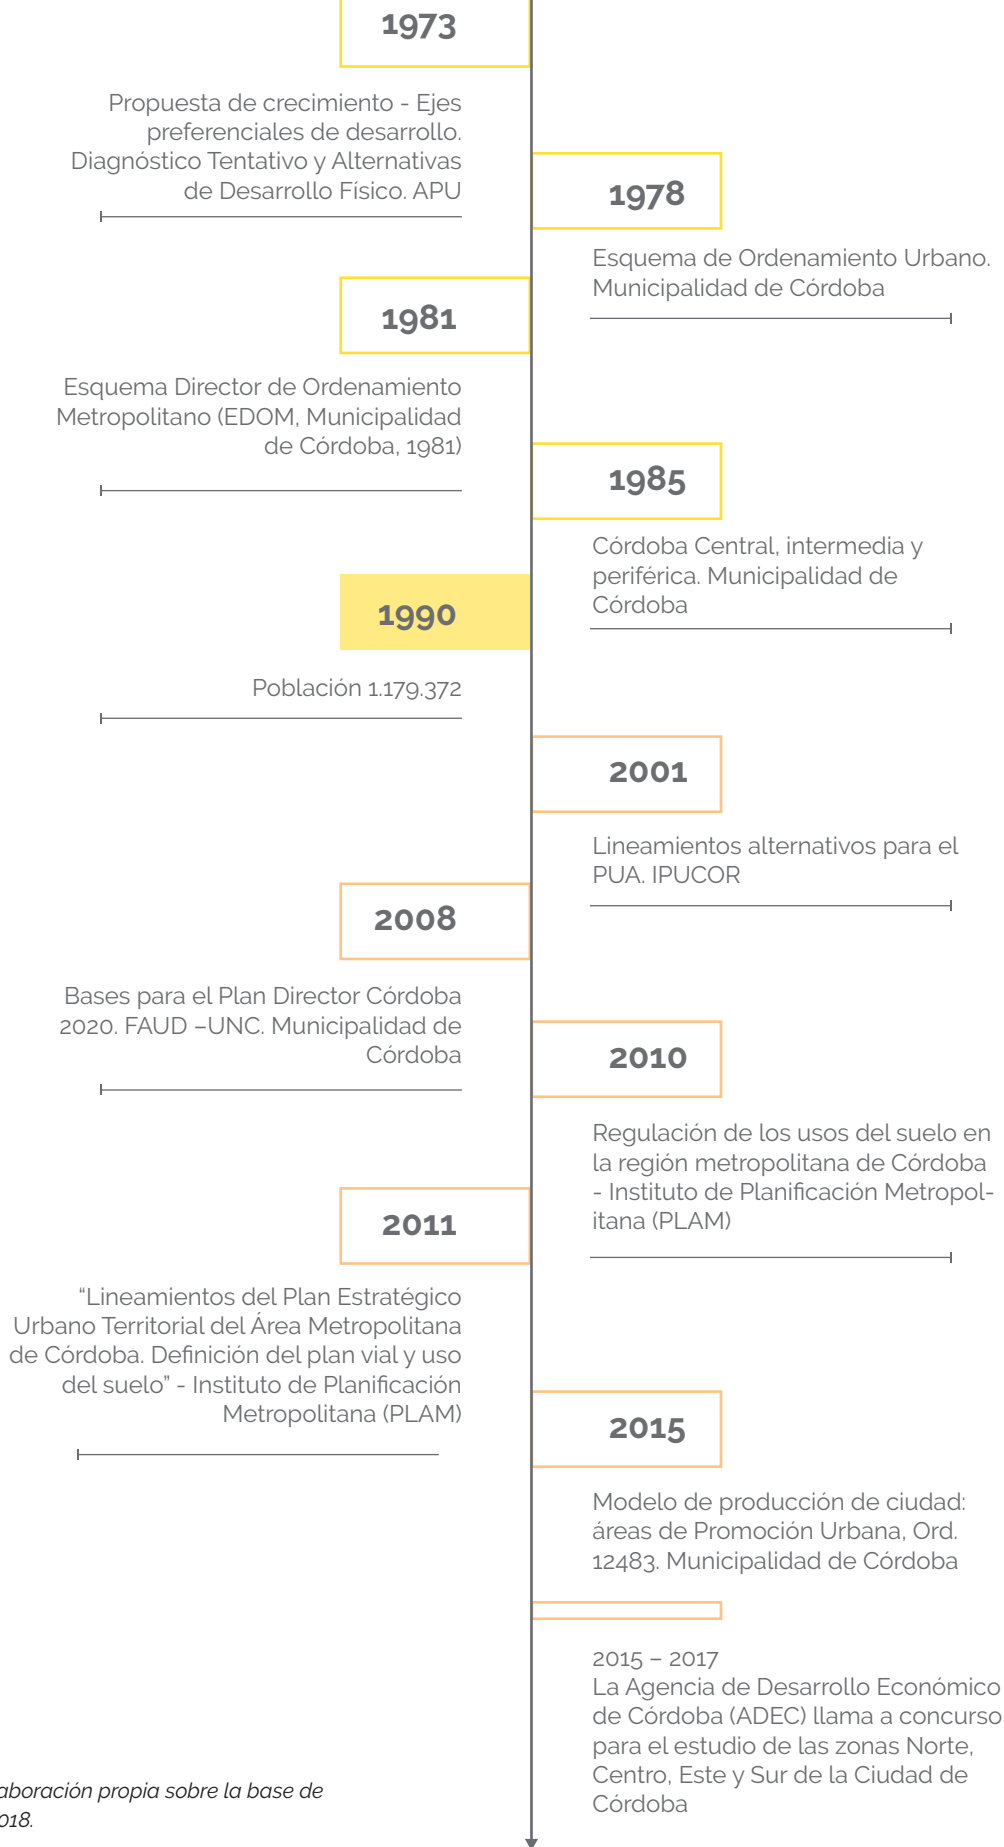 1973
Propuesta de crecimiento - Ejes
preferenciales de desarrollo.
Diagnóstico Tentativo y Alternativas
de Desarrollo Físico. APU
1978
Esquema de Ordenamiento Urbano.
Municipalidad de Córdoba
1981
Esquema Director de Ordenamiento
Metropolitano (EDOM, Municipalidad
de Córdoba, 1981)
1985
Córdoba Central, intermedia y
periférica. Municipalidad de
Córdoba
1990
Población 1.179.372
2001
Lineamientos alternativos para el
PUA. IPUCOR
2008
Bases para el Plan Director Córdoba
2020. FAUD –UNC. Municipalidad de
Córdoba
2010
Regulación de los usos del suelo en
la región metropolitana de Córdoba
- Instituto de Planificación Metropol-
itana (PLAM)
2011
“Lineamientos del Plan Estratégico
Urbano Territorial del Área Metropolitana
de Córdoba. Definición del plan vial y uso
del suelo” - Instituto de Planificación
Metropolitana (PLAM)
2015
Modelo de producción de ciudad:
áreas de Promoción Urbana, Ord.
12483. Municipalidad de Córdoba
2015 – 2017
La Agencia de Desarrollo Económico
de Córdoba (ADEC) llama a concurso
para el estudio de las zonas Norte,
Centro, Este y Sur de la Ciudad de
Córdoba
aboración propia sobre la base de
018.